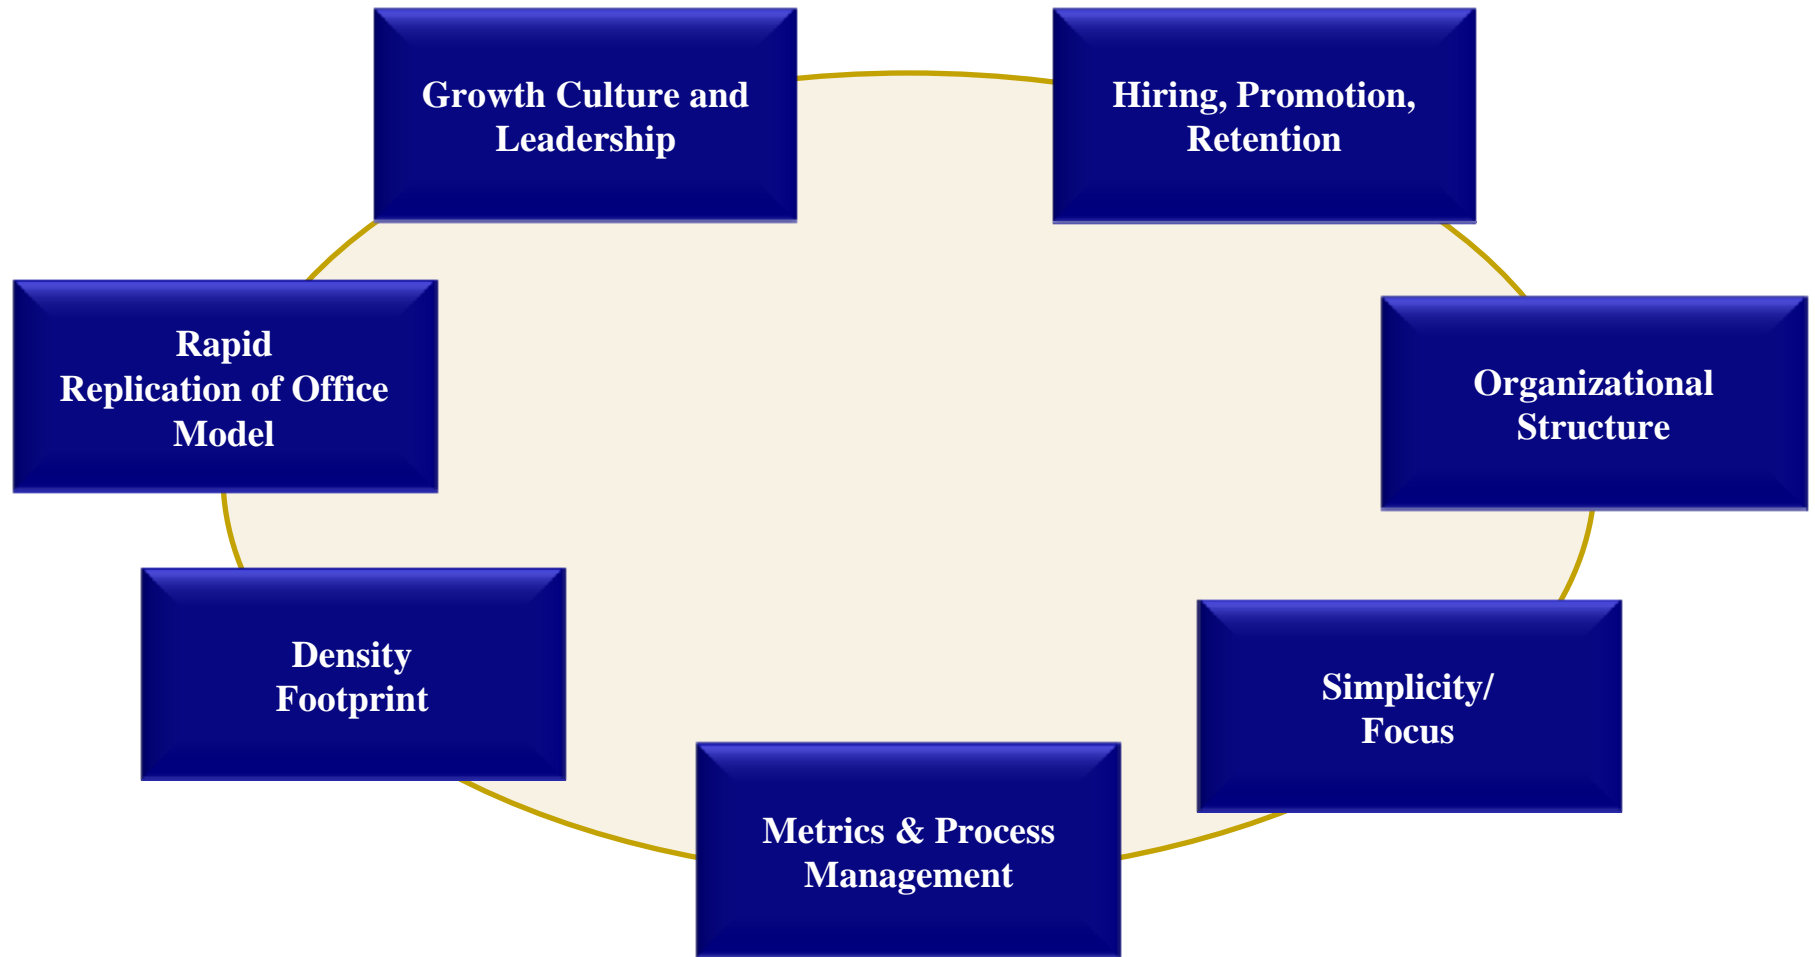 Growth Culture and
Leadership
Hiring, Promotion,
Retention
Rapid
Replication of Office
Model
Organizational
Structure
Density
Footprint
Simplicity/
Focus
Metrics & Process
Management